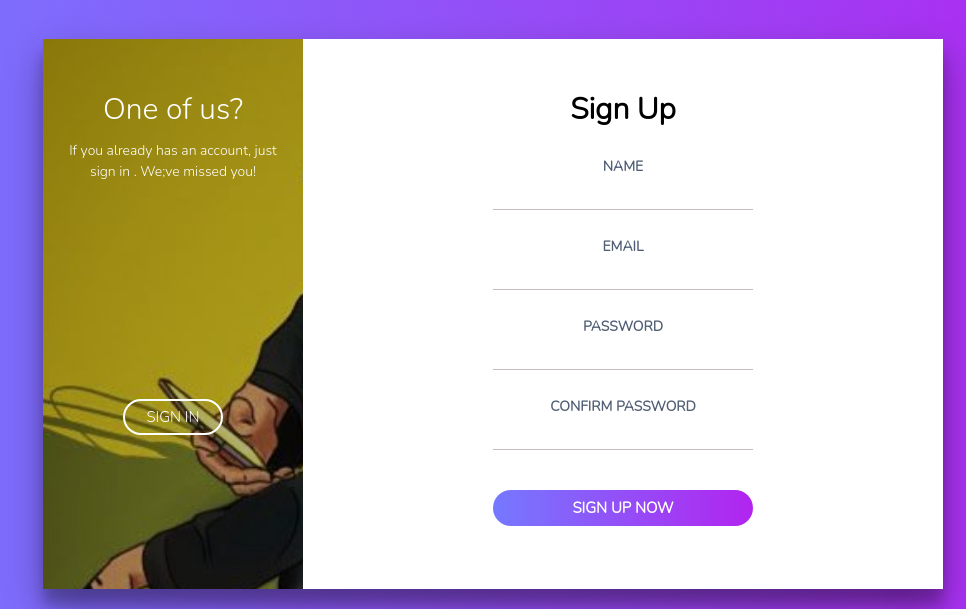 One of us?
If you already has an account, just
sign in . We;ve missed you!
SIGN IN
Sign Up
NAME
EMAIL
PASSWORD
CONFIRM PASSWORD
SIGN UP NOW